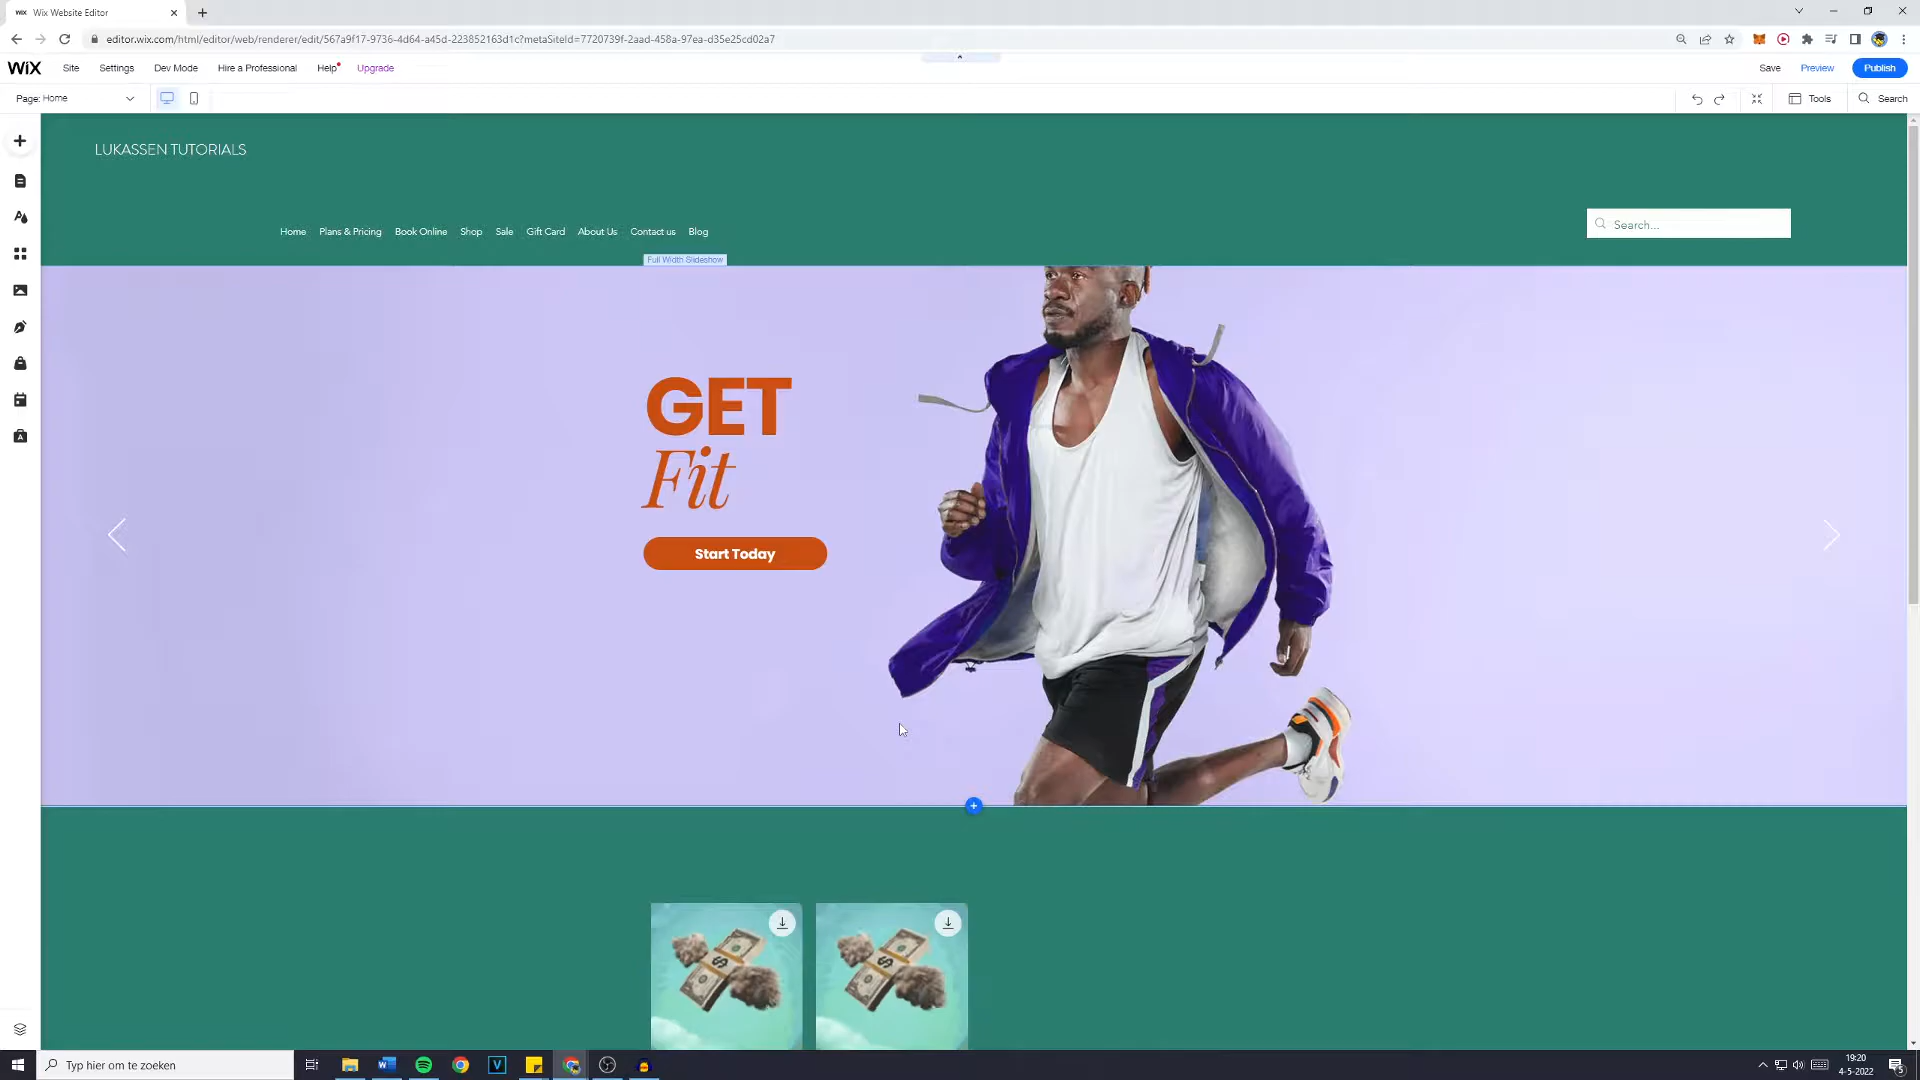 Wix Website Editor
editor.wix.com/html/editor/web/renderer/edit/567a9f17-9736-4d64-a45d-223852163d1c?metaSiteId=7720739f-2aad-458a-97ea-d35e25cd02a7
WiX Site Settings Dev Mode Hire a Professional Help Upgrade Save Preview Publish
Page: Home Tools Search
LUKASSEN TUTORIALS
Home Plans & Pricing Book Online Shop Sale Gift Card About Us Contact us Blog
Search...
Full Width Slideshow
GET
Fit
Start Today
Typ hier om te zoeken
19:20
4-5-2022